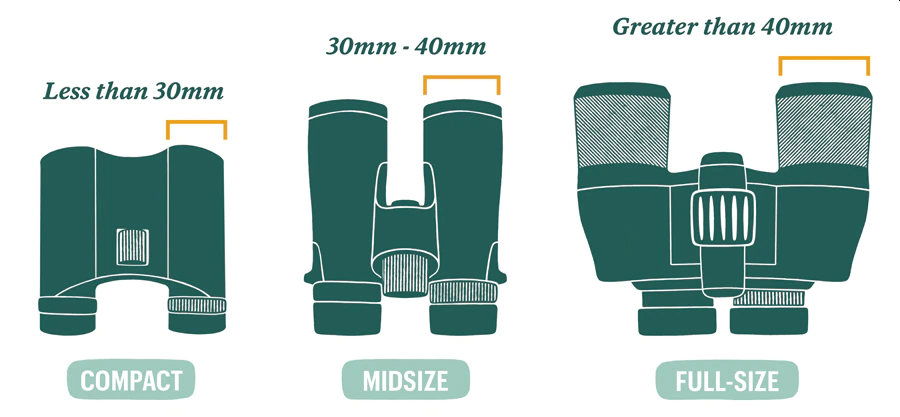 Less than 30mm
30mm - 40mm
Greater than 40mm
COMPACT
MIDSIZE
FULL-SIZE